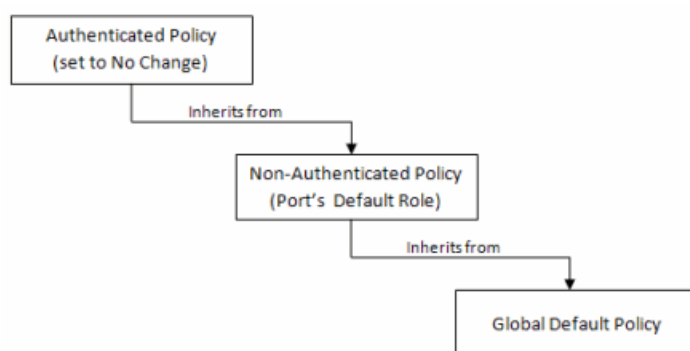 Authenticated Policy
(set to No Change)
Inherits from
Non-Authenticated Policy
(Port's Default Role)
Inherits from
Global Default Policy